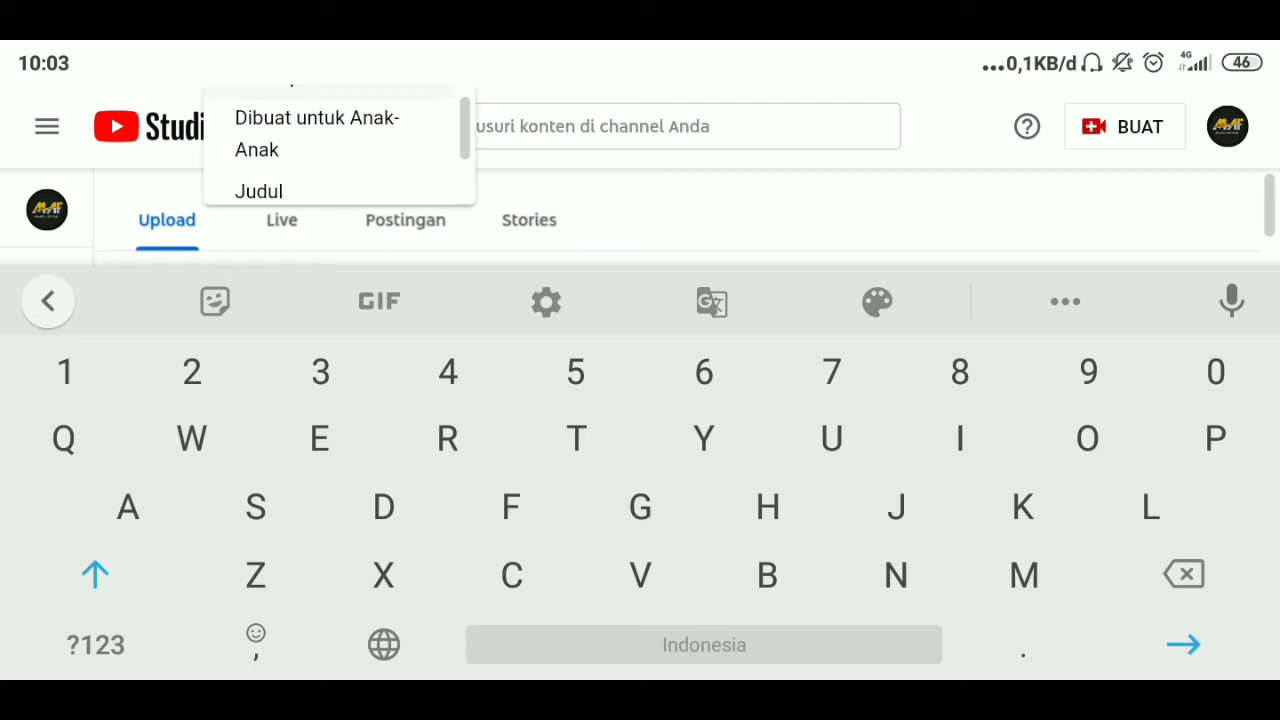 10:03
...0,1KB/d
4G
46
Studi
usuri konten di channel Anda
BUAT
Dibuat untuk Anak-
Anak
Judul
Upload
Live
Postingan
Stories
GIF
1 2 3 4 5 6 7 8 9 0
Q W E R T Y U I O P
A S D F G H J K L
Z X C V B N M
?123
,
Indonesia
.